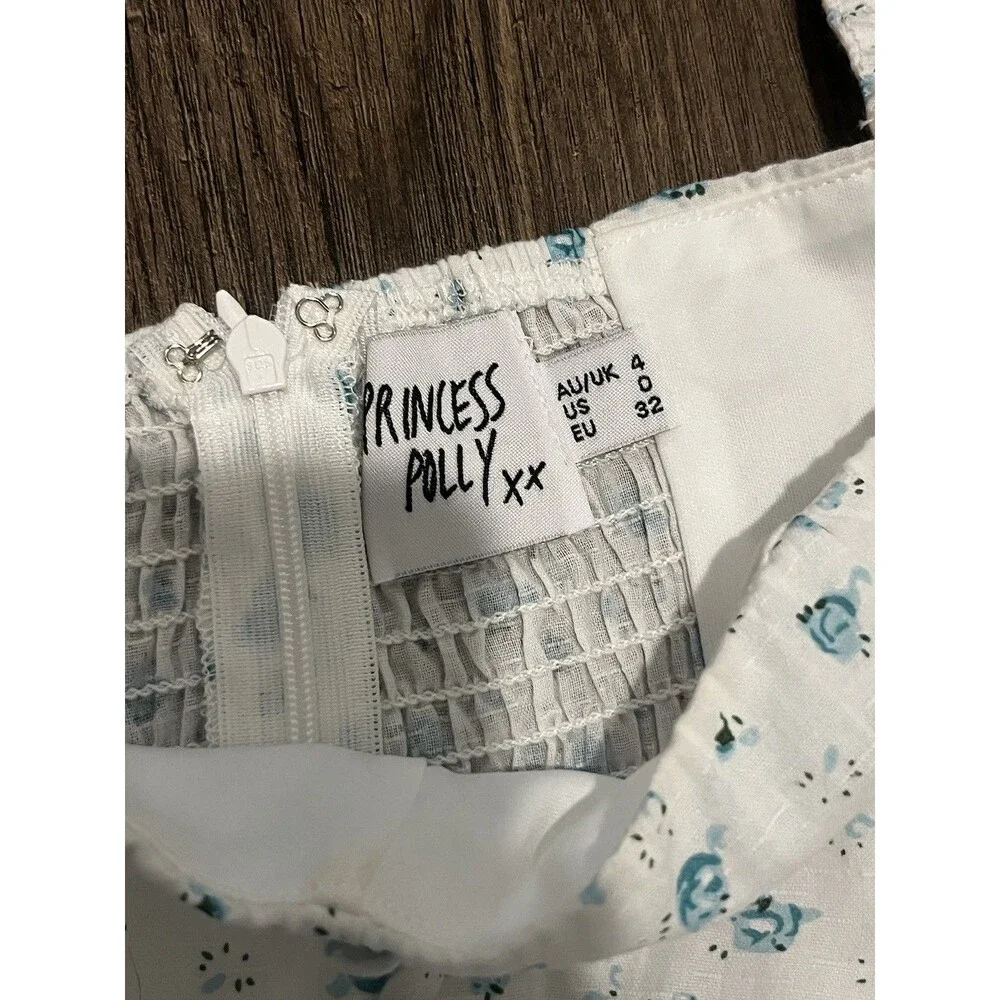 PRINCESS
POLLY xx
AU/UK 4
US 0
EU 32